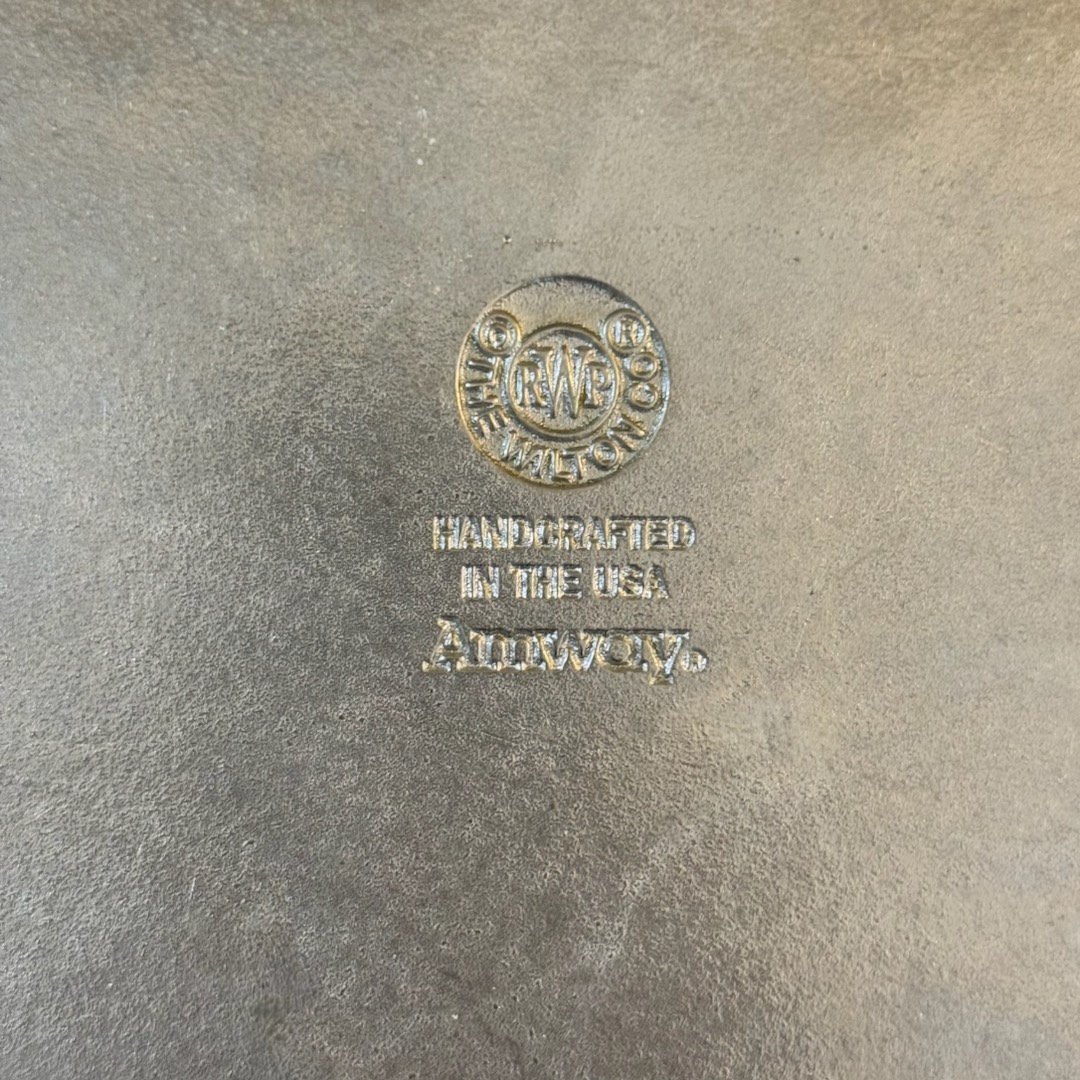 © THE WILTON CO ®
RWP
HANDCRAFTED
IN THE USA
Amway®